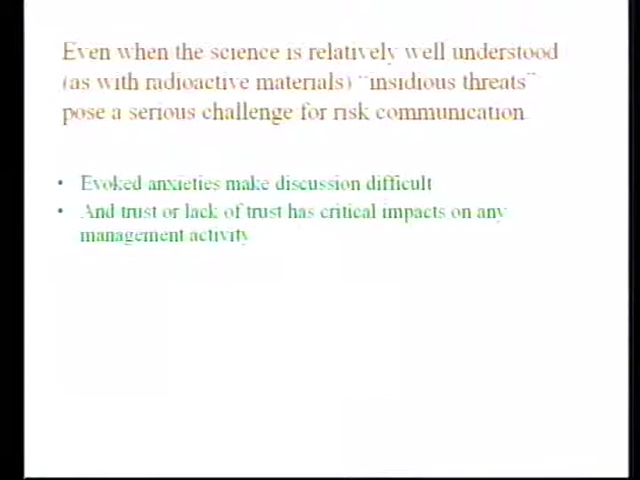 Even when the science is relatively well understood
(as with radioactive materials) "insidious threats"
pose a serious challenge for risk communication
• Evoked anxieties make discussion difficult
• And trust or lack of trust has critical impacts on any
management activity